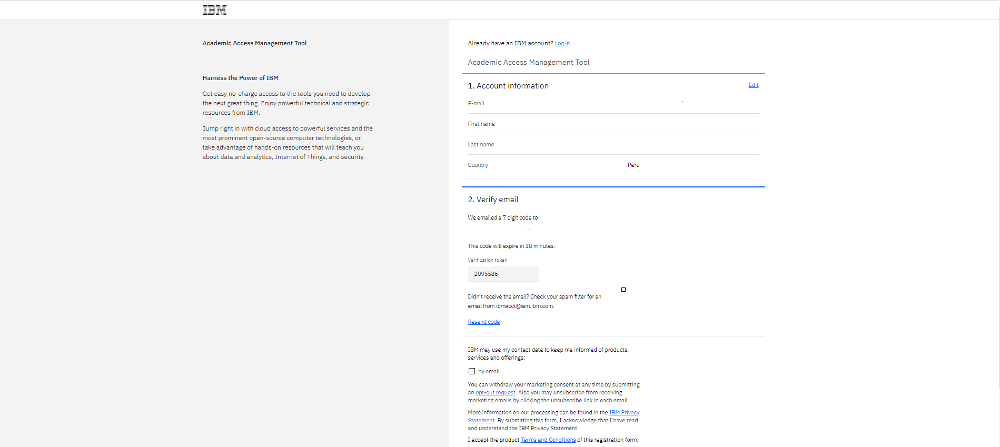 IBM
Academic Access Management Tool
Harness the Power of IBM
Get easy no-charge access to the tools you need to develop
the next great thing. Enjoy powerful technical and strategic
resources from IBM.
Jump right in with cloud access to powerful services and the
most prominent open-source computer technologies, or
take advantage of hands-on resources that will teach you
about data and analytics, Internet of Things, and security.
Already have an IBM account? Log in
Academic Access Management Tool
1. Account information Edit
E-mail
First name
Last name
Country Peru
2. Verify email
We emailed a 7 digit code to
This code will expire in 30 minutes.
Verification token
2095586
Didn't receive the email? Check your spam filter for an
email from ibmacct@iam.ibm.com.
Resend code
IBM may use my contact data to keep me informed of products,
services and offerings:
by email
You can withdraw your marketing consent at any time by submitting
an opt-out request. Also you may unsubscribe from receiving
marketing emails by clicking the unsubscribe link in each email.
More information on our processing can be found in the IBM Privacy
Statement. By submitting this form, I acknowledge that I have read
and understand the IBM Privacy Statement.
I accept the product Terms and Conditions of this registration form.